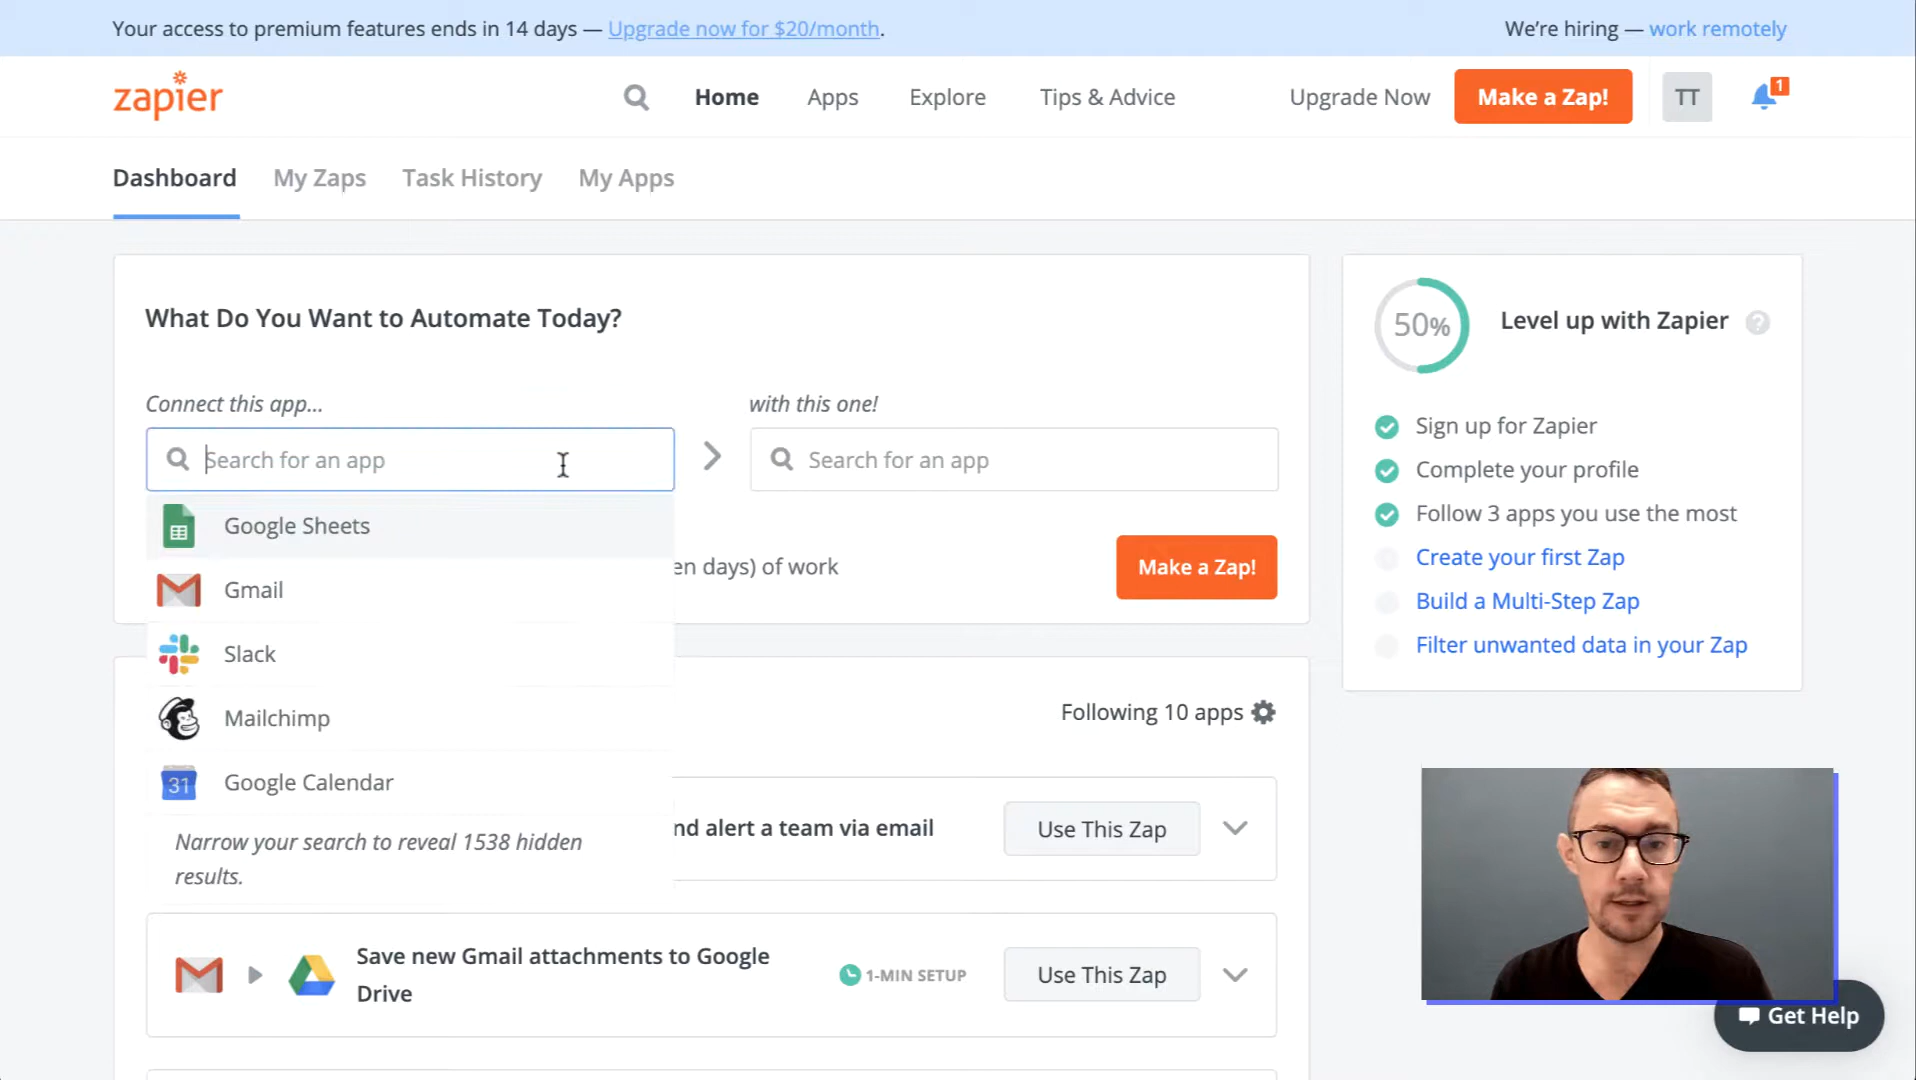 Your access to premium features ends in 14 days — Upgrade now for $20/month.
We're hiring — work remotely
zapier
Home
Apps
Explore
Tips & Advice
Upgrade Now
Make a Zap!
TT
1
Dashboard
My Zaps
Task History
My Apps
What Do You Want to Automate Today?
Connect this app...
with this one!
Search for an app
Search for an app
Google Sheets
en days) of work
Make a Zap!
Gmail
Slack
Mailchimp
31
Google Calendar
Narrow your search to reveal 1538 hidden
results.
Following 10 apps
nd alert a team via email
Use This Zap
Save new Gmail attachments to Google
Drive
1-MIN SETUP
Use This Zap
50%
Level up with Zapier
?
Sign up for Zapier
Complete your profile
Follow 3 apps you use the most
Create your first Zap
Build a Multi-Step Zap
Filter unwanted data in your Zap
Get Help